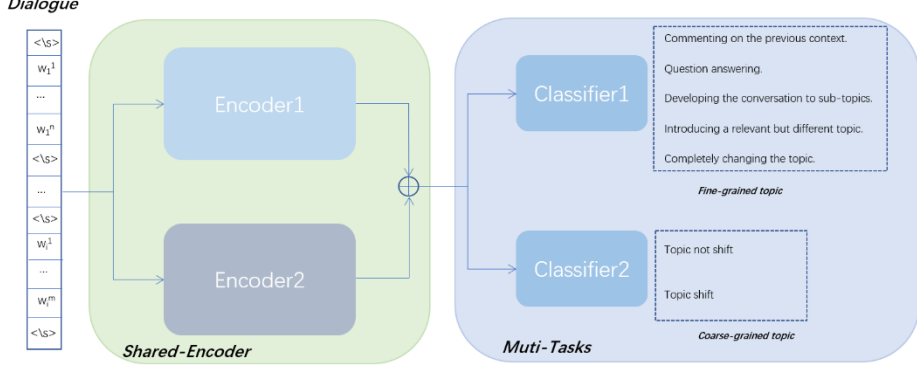 Dialogue
<\s>
w₁¹
...
w₁ⁿ
<\s>
...
<\s>
wᵢ¹
...
wᵢᵐ
<\s>
Encoder1
Encoder2
Shared-Encoder
Classifier1
Commenting on the previous context.
Question answering.
Developing the conversation to sub-topics.
Introducing a relevant but different topic.
Completely changing the topic.
Fine-grained topic
Classifier2
Topic not shift
Topic shift
Coarse-grained topic
Muti-Tasks